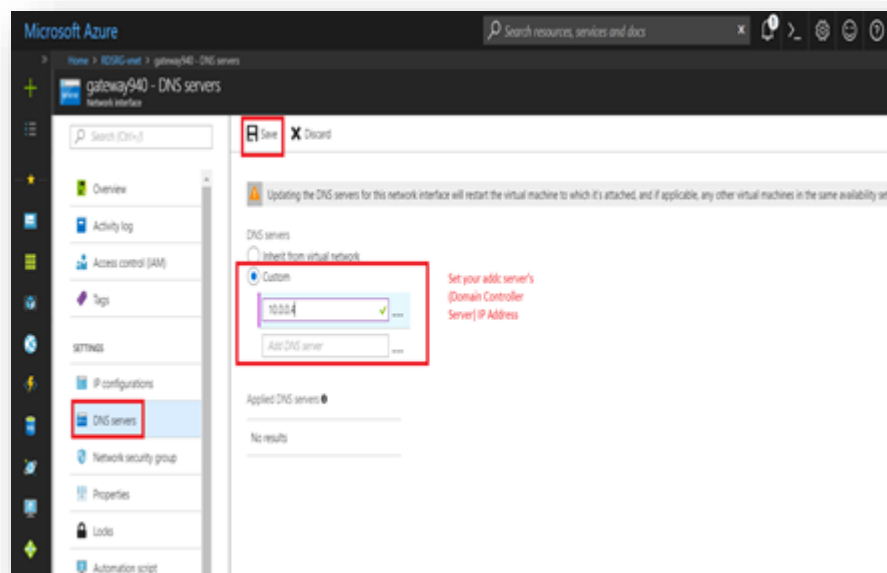 Microsoft Azure
Search resources, services and docs
Home > RDSRG-vnet > gateway940 - DNS servers
gateway940 - DNS servers
Network interface
Search (Ctrl+/)
Save Discard
Overview
Updating the DNS servers for this network interface will restart the virtual machine to which it's attached, and if applicable, any other virtual machines in the same availability set
Activity log
Access control (IAM)
Tags
DNS servers
Inherit from virtual network
Custom
10.0.0.4
Add DNS server
Set your addc server's
(Domain Controller
Server) IP Address
SETTINGS
IP configurations
DNS servers
Network security group
Properties
Locks
Automation script
Applied DNS servers
No results